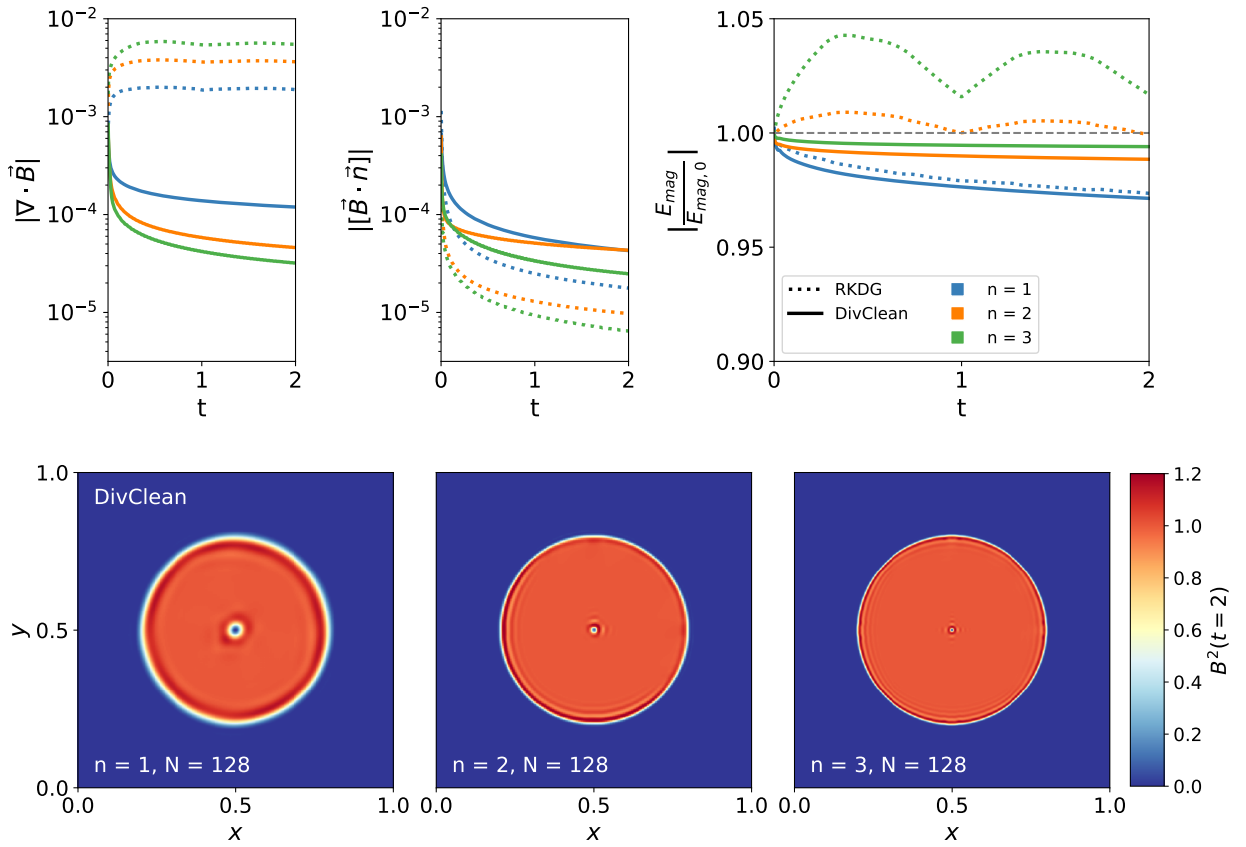 10⁻²
10⁻³
10⁻⁴
10⁻⁵
|∇ · B⃗|
0 1 2
t
10⁻²
10⁻³
10⁻⁴
10⁻⁵
|[B⃗ · n⃗]|
0 1 2
t
1.05
1.00
0.95
0.90
|E_mag / E_mag,0|
RKDG
DivClean
n = 1
n = 2
n = 3
0 1 2
t
1.0
0.5
0.0
y
DivClean
n = 1, N = 128
0.0 0.5 1.0
x
n = 2, N = 128
0.0 0.5 1.0
x
n = 3, N = 128
0.0 0.5 1.0
x
1.2
1.0
0.8
0.6
0.4
0.2
0.0
B²(t = 2)